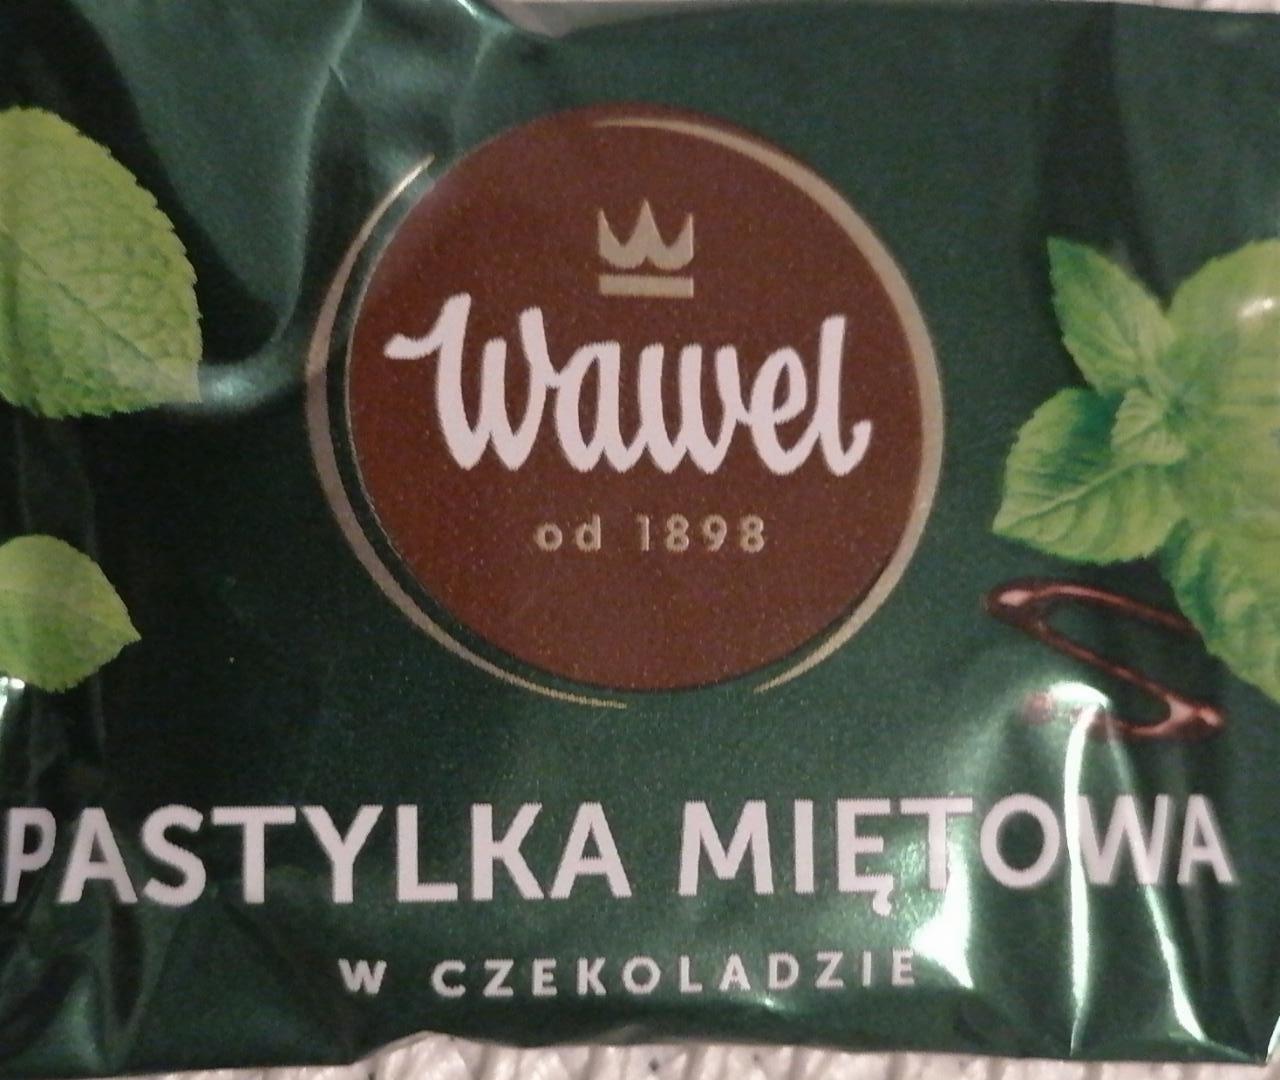 Wawel
od 1898
PASTYLKA MIĘTOWA
W CZEKOLADZIE